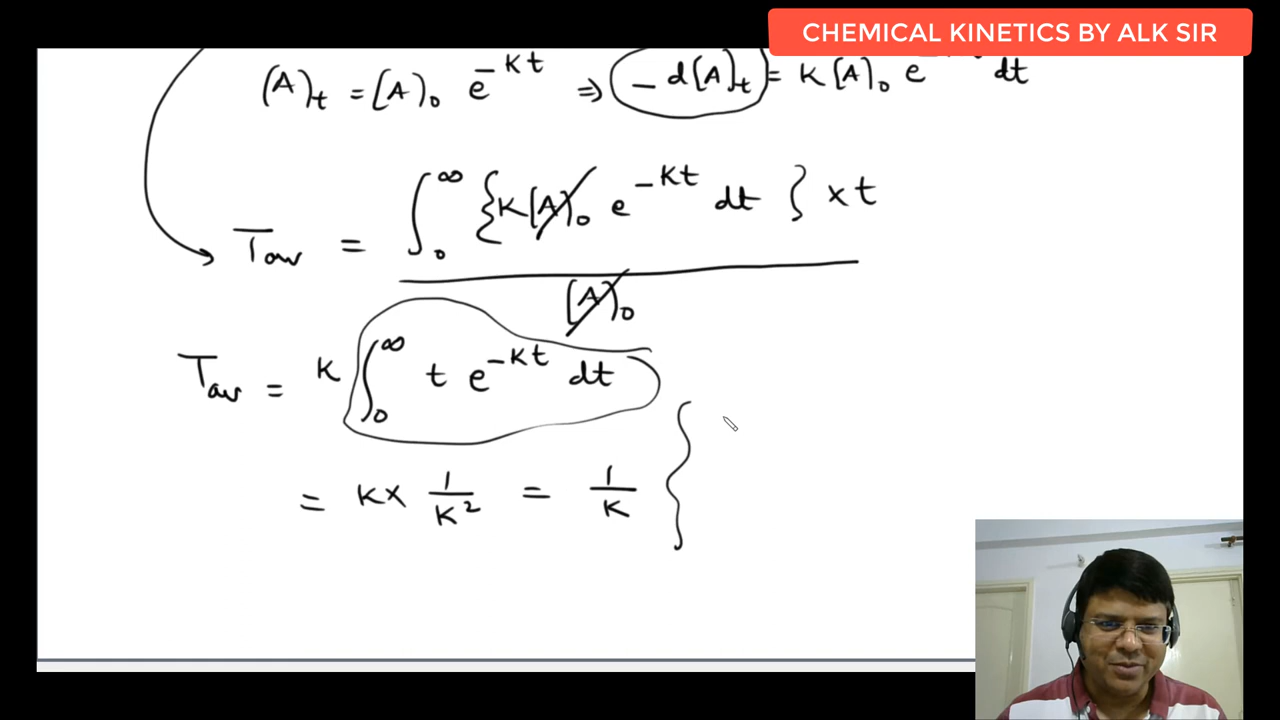 CHEMICAL KINETICS BY ALK SIR
(A)t = [A]₀ e^{-Kt} ⇒ -d[A]t = K[A]₀ e dt
Tav = ∫₀^∞ {K[A]₀ e^{-Kt} dt} x t
[A]₀
Tav = K ∫₀^∞ t e^{-Kt} dt
= K x 1/K² = 1/K {